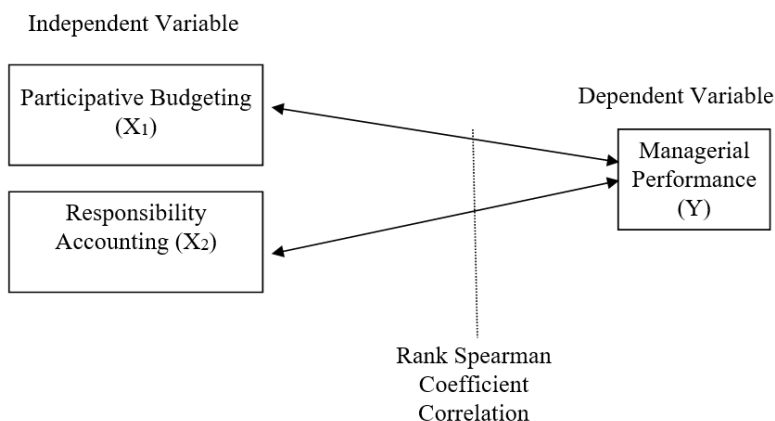 Independent Variable
Participative Budgeting
(X₁)
Responsibility
Accounting (X₂)
Dependent Variable
Managerial
Performance
(Y)
Rank Spearman
Coefficient
Correlation